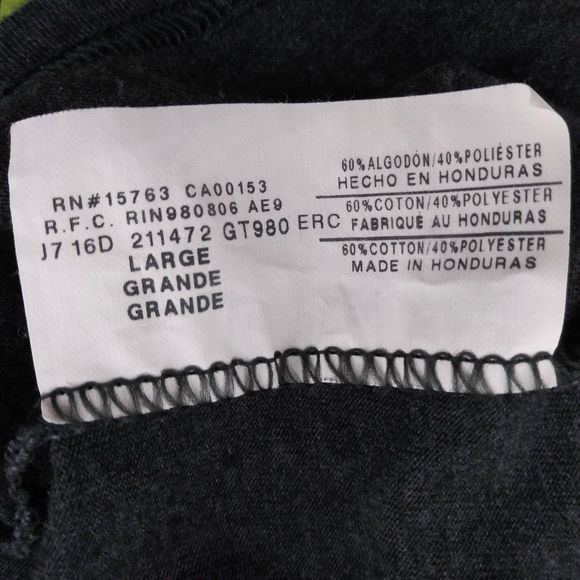 RN#15763 CA00153
R.F.C. RIN980806 AE9
J7 16D 211472 GT980 ERC
LARGE
GRANDE
GRANDE
60%ALGODÓN/40%POLIÉSTER
HECHO EN HONDURAS
60%COTON/40%POLYESTER
FABRIQUÉ AU HONDURAS
60%COTTON/40%POLYESTER
MADE IN HONDURAS